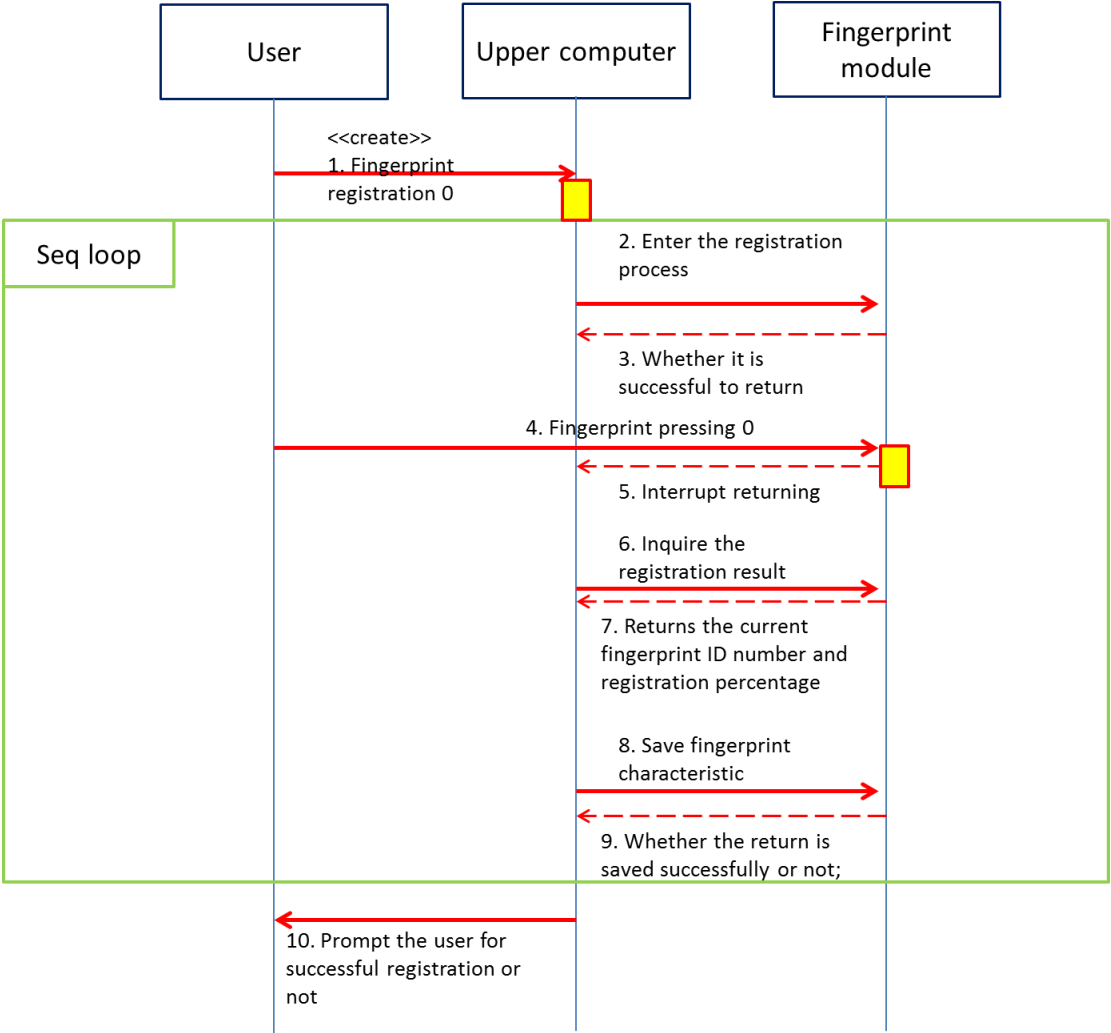 User
Upper computer
Fingerprint
module
<<create>>
1. Fingerprint
registration 0
Seq loop
2. Enter the registration
process
3. Whether it is
successful to return
4. Fingerprint pressing 0
5. Interrupt returning
6. Inquire the
registration result
7. Returns the current
fingerprint ID number and
registration percentage
8. Save fingerprint
characteristic
9. Whether the return is
saved successfully or not;
10. Prompt the user for
successful registration or
not